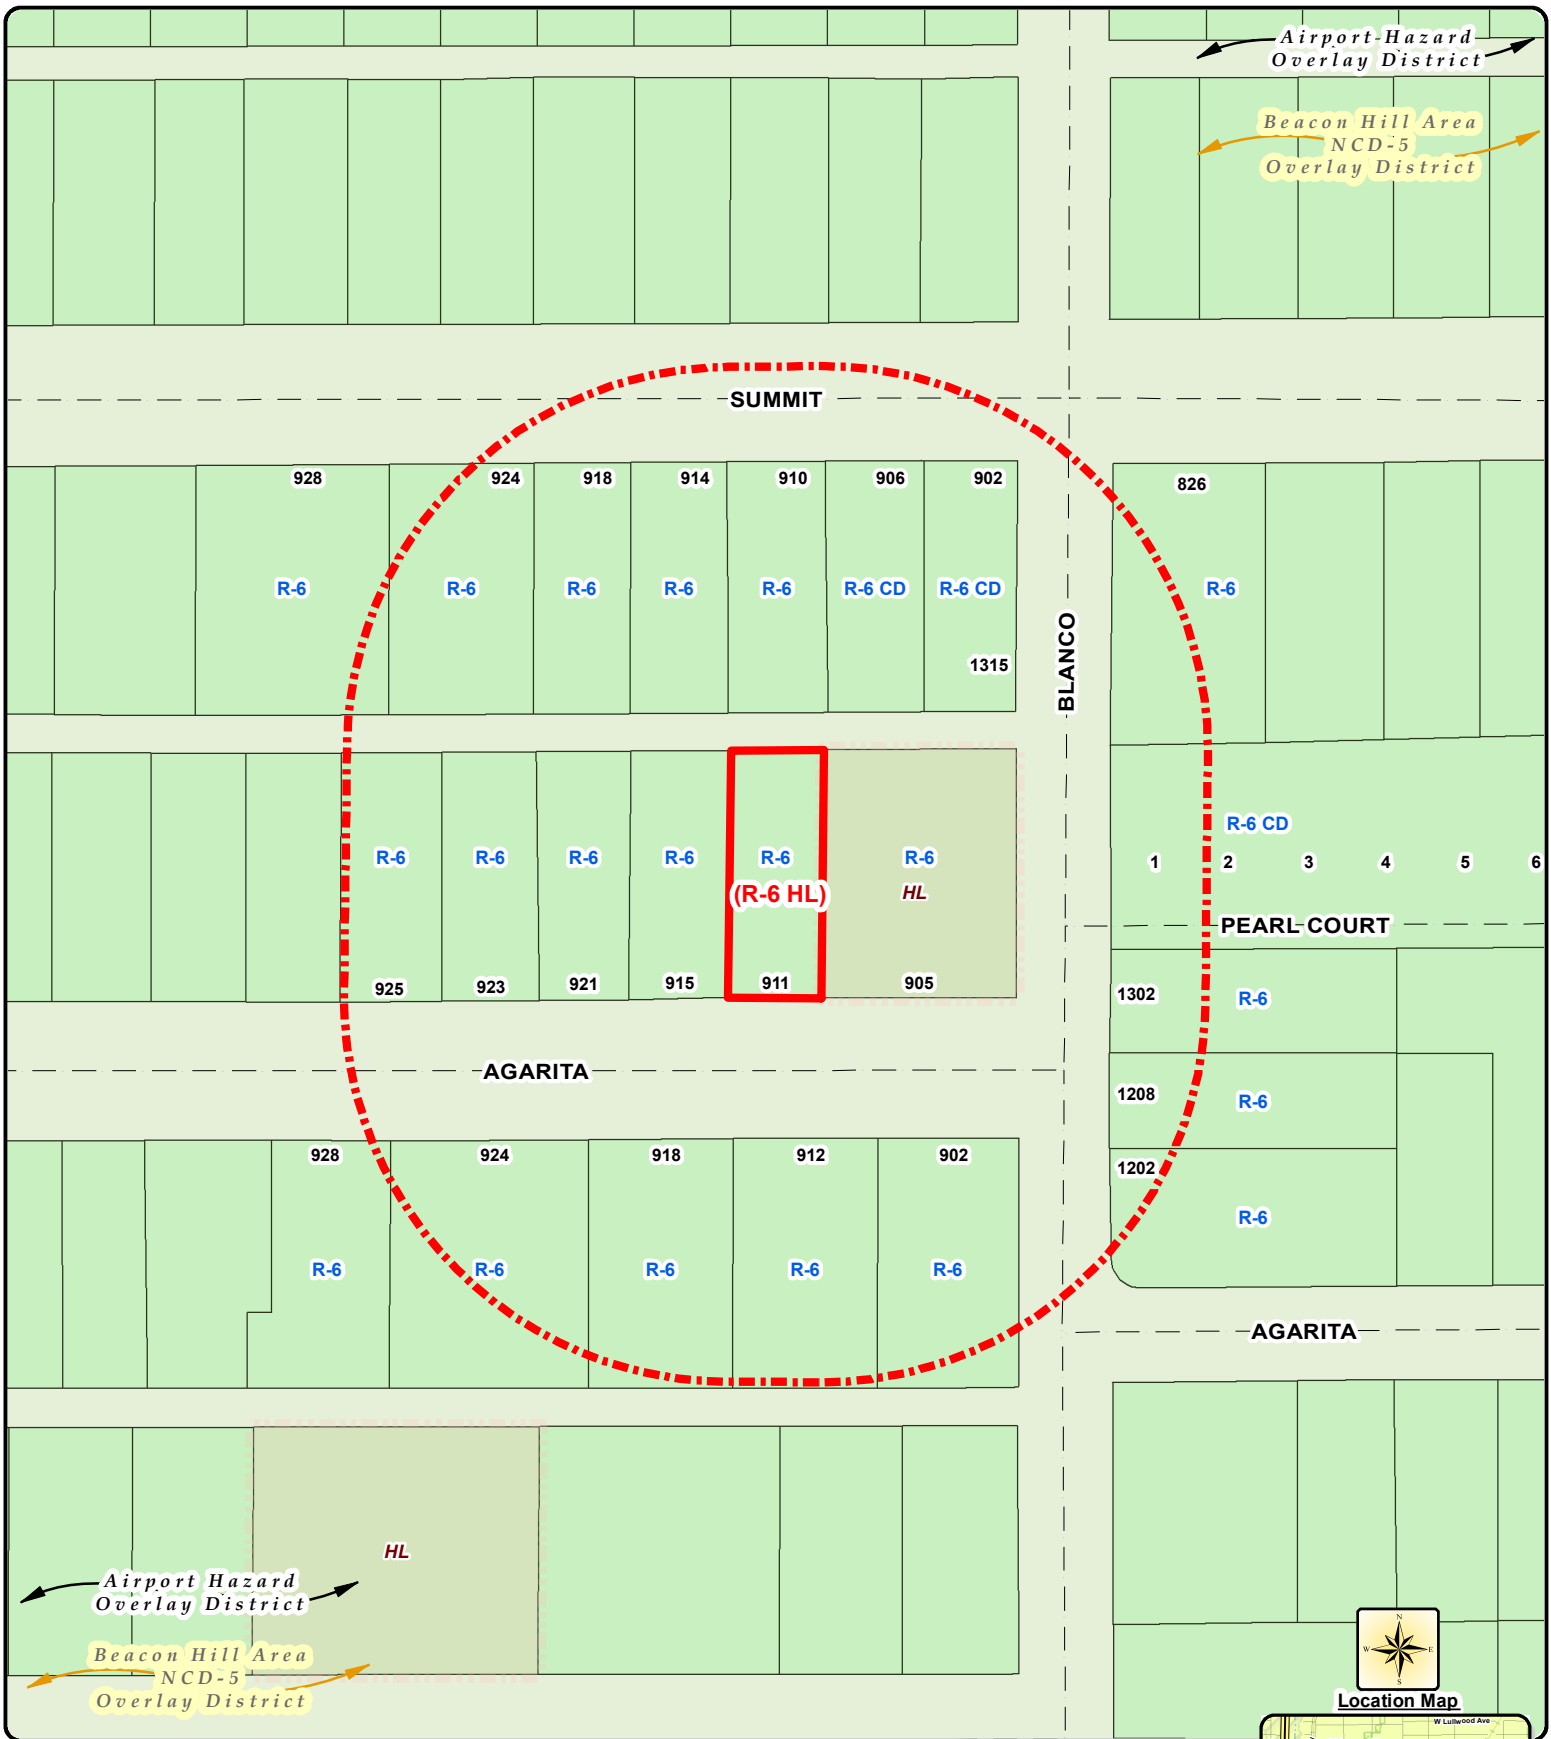 Airport Hazard
Overlay District
Beacon Hill Area
NCD-5
Overlay District
SUMMIT
928
924
918
914
910
906
902
826
R-6
R-6
R-6
R-6
R-6
R-6 CD
R-6 CD
R-6
1315
BLANCO
R-6 CD
R-6
R-6
R-6
R-6
R-6
R-6
1
2
3
4
5
6
(R-6 HL)
HL
PEARL COURT
925
923
921
915
911
905
1302
R-6
AGARITA
1208
R-6
928
924
918
912
902
1202
R-6
R-6
R-6
R-6
R-6
R-6
AGARITA
HL
Airport Hazard
Overlay District
Beacon Hill Area
NCD-5
Overlay District
N
W
E
S
Location Map
W Lullwood Ave